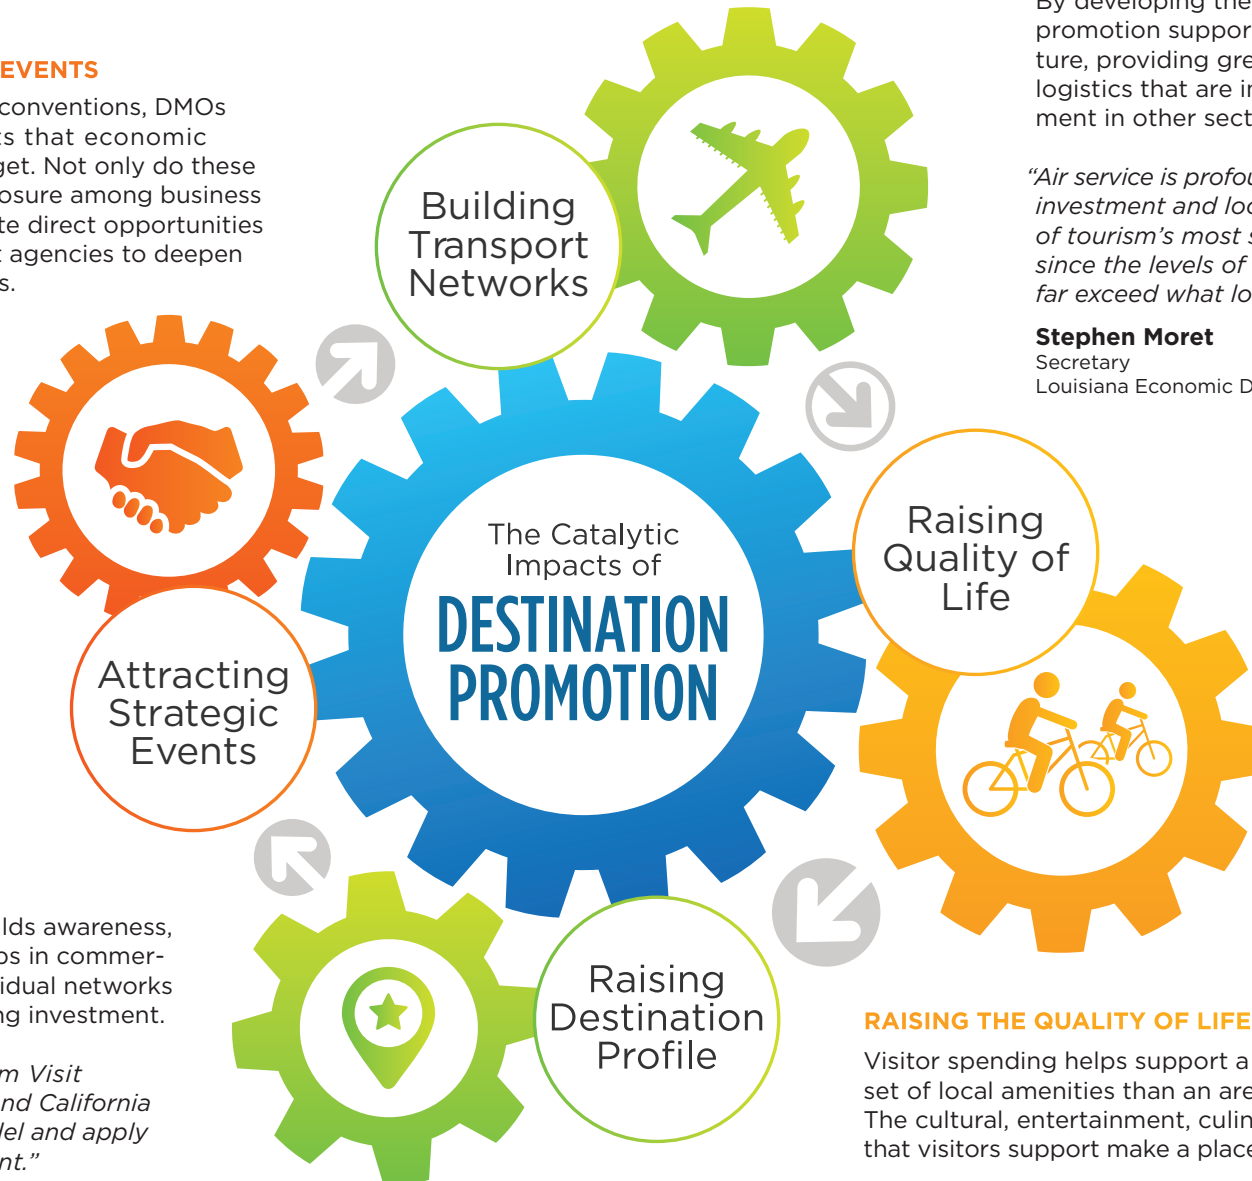 EVENTS
conventions, DMOs
that economic
get. Not only do these
osure among business
te direct opportunities
agencies to deepen
s.
By developing the
promotion suppor
ture, providing gre
logistics that are i
ment in other sect
“Air service is profou
investment and loc
of tourism’s most s
since the levels of
far exceed what lo
Stephen Moret
Secretary
Louisiana Economic D
Building
Transport
Networks
The Catalytic
Impacts of
DESTINATION
PROMOTION
Raising
Quality of
Life
Attracting
Strategic
Events
Raising
Destination
Profile
lds awareness,
ps in commer-
vidual networks
ng investment.
m Visit
nd California
del and apply
nt.”
RAISING THE QUALITY OF LIFE
Visitor spending helps support a
set of local amenities than an are
The cultural, entertainment, culin
that visitors support make a place